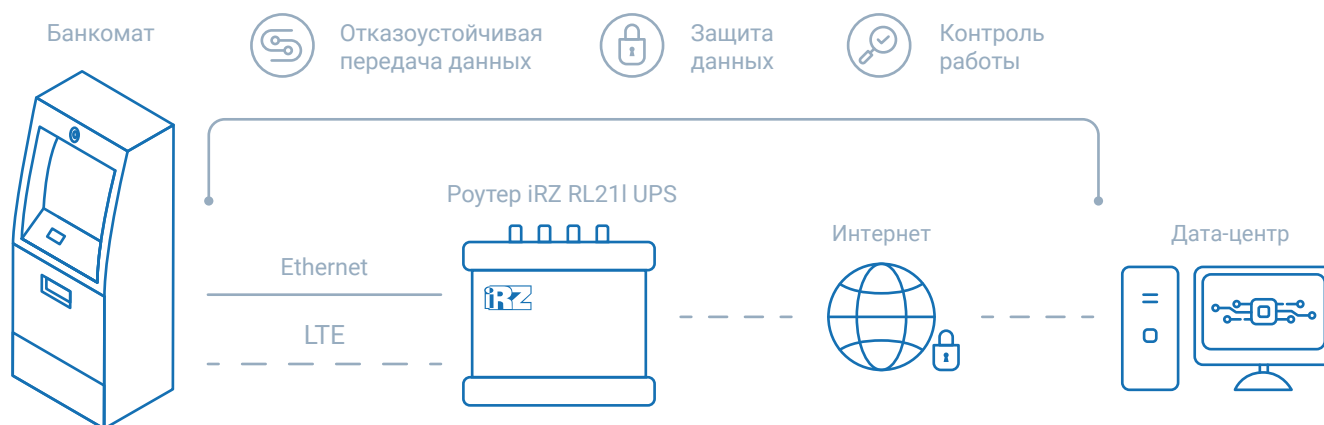 Банкомат
Отказоустойчивая
передача данных
Защита
данных
Контроль
работы
Роутер iRZ RL21l UPS
Интернет
Дата-центр
Ethernet
iRZ
LTE